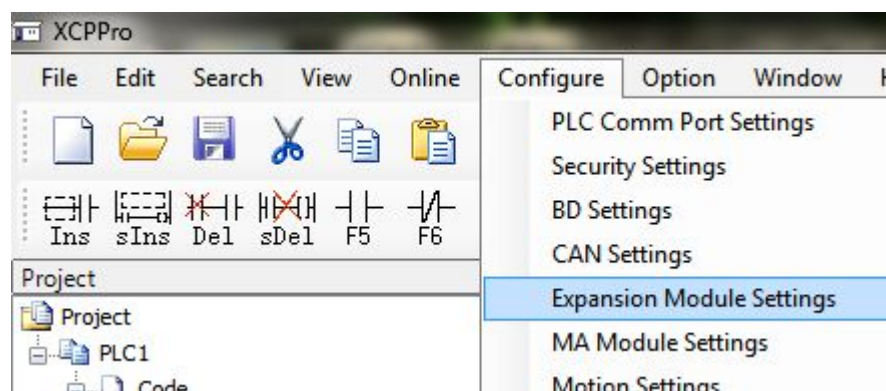 XCPPro
File Edit Search View Online Configure Option Window
PLC Comm Port Settings
Security Settings
Ins sIns Del sDel F5 F6
BD Settings
CAN Settings
Project
Expansion Module Settings
Project
MA Module Settings
PLC1
Code
Motion Settings